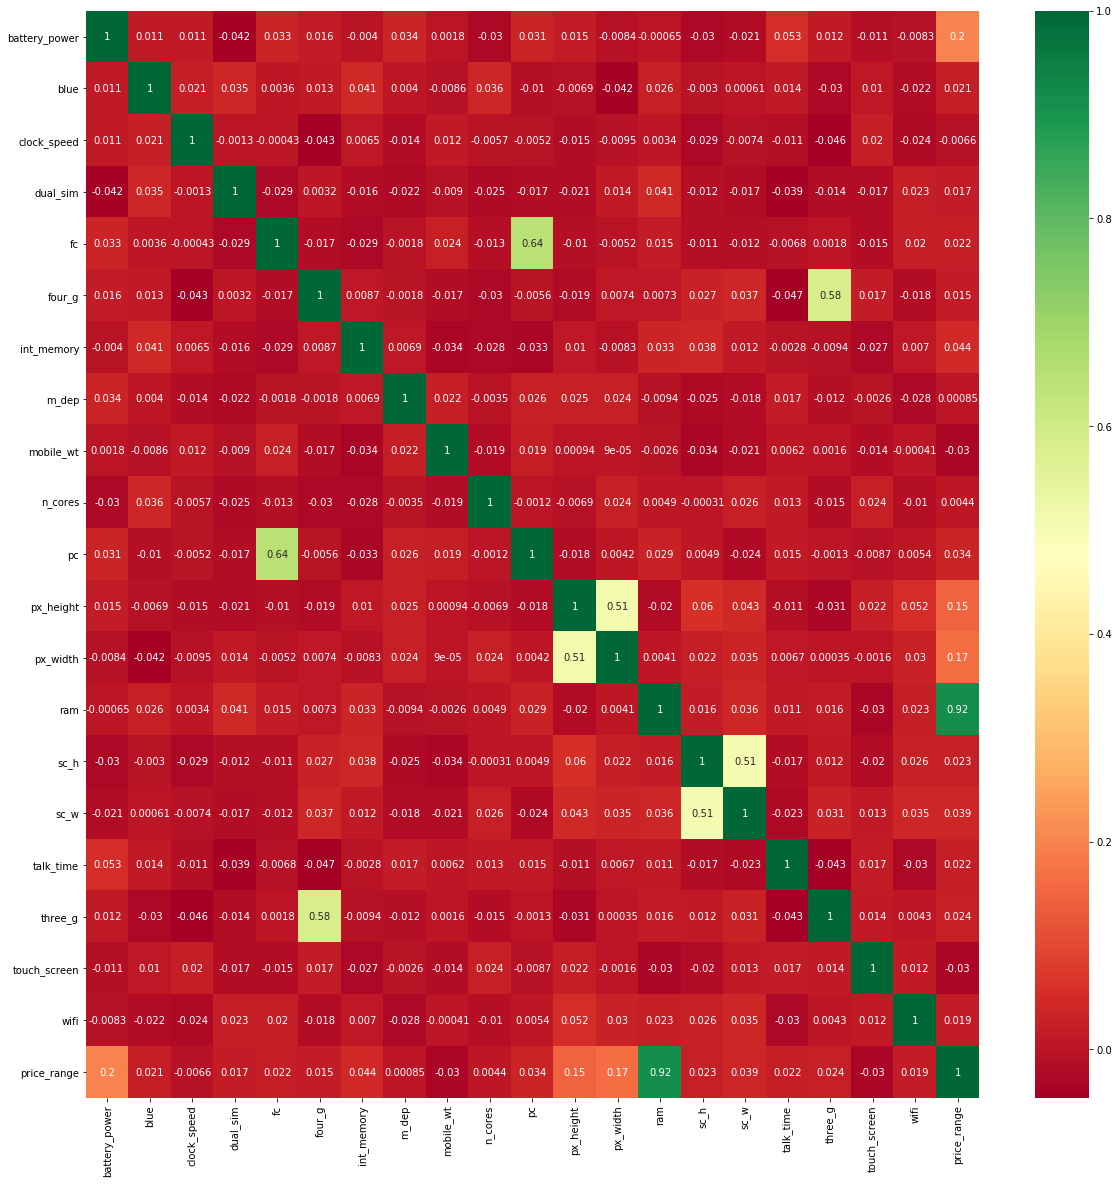 battery_power 1 0.011 0.011 -0.042 0.033 0.016 -0.004 0.034 0.0018 -0.03 0.031 0.015 -0.0084 -0.00065 -0.03 -0.021 0.053 0.012 -0.011 -0.0083 0.2
blue 0.011 1 0.021 0.035 0.0036 0.013 0.041 0.004 -0.0086 0.036 -0.01 -0.0069 -0.042 0.026 -0.003 0.00061 0.014 -0.03 0.01 -0.022 0.021
clock_speed 0.011 0.021 1 -0.0013 -0.00043 -0.043 0.0065 -0.014 0.012 -0.0057 -0.0052 -0.015 -0.0095 0.0034 -0.029 -0.0074 -0.011 -0.046 0.02 -0.024 -0.0066
dual_sim -0.042 0.035 -0.0013 1 -0.029 0.0032 -0.016 -0.022 -0.009 -0.025 -0.017 -0.021 0.014 0.041 -0.012 -0.017 -0.039 -0.014 -0.017 0.023 0.017
fc 0.033 0.0036 -0.00043 -0.029 1 -0.017 -0.029 -0.0018 0.024 -0.013 0.64 -0.01 -0.0052 0.015 -0.011 -0.012 -0.0068 0.0018 -0.015 0.02 0.022
four_g 0.016 0.013 -0.043 0.0032 -0.017 1 0.0087 -0.0018 -0.017 -0.03 -0.0056 -0.019 0.0074 0.0073 0.027 0.037 -0.047 0.58 0.017 -0.018 0.015
int_memory -0.004 0.041 0.0065 -0.016 -0.029 0.0087 1 0.0069 -0.034 -0.028 -0.033 0.01 -0.0083 0.033 0.038 0.012 -0.0028 -0.0094 -0.027 0.007 0.044
m_dep 0.034 0.004 -0.014 -0.022 -0.0018 -0.0018 0.0069 1 0.022 -0.0035 0.026 0.025 0.024 -0.0094 -0.025 -0.018 0.017 -0.012 -0.0026 -0.028 0.00085
mobile_wt 0.0018 -0.0086 0.012 -0.009 0.024 -0.017 -0.034 0.022 1 -0.019 0.019 0.00094 9e-05 -0.0026 -0.034 -0.021 0.0062 0.0016 -0.014 -0.00041 -0.03
n_cores -0.03 0.036 -0.0057 -0.025 -0.013 -0.03 -0.028 -0.0035 -0.019 1 -0.0012 -0.0069 0.024 0.0049 -0.00031 0.026 0.013 -0.015 0.024 -0.01 0.0044
pc 0.031 -0.01 -0.0052 -0.017 0.64 -0.0056 -0.033 0.026 0.019 -0.0012 1 -0.018 0.0042 0.029 0.0049 -0.024 0.015 -0.0013 -0.0087 0.0054 0.034
px_height 0.015 -0.0069 -0.015 -0.021 -0.01 -0.019 0.01 0.025 0.00094 -0.0069 -0.018 1 0.51 -0.02 0.06 0.043 -0.011 -0.031 0.022 0.052 0.15
px_width -0.0084 -0.042 -0.0095 0.014 -0.0052 0.0074 -0.0083 0.024 9e-05 0.024 0.0042 0.51 1 0.0041 0.022 0.035 0.0067 0.00035 -0.0016 0.03 0.17
ram -0.00065 0.026 0.0034 0.041 0.015 0.0073 0.033 -0.0094 -0.0026 0.0049 0.029 -0.02 0.0041 1 0.016 0.036 0.011 0.016 -0.03 0.023 0.92
sc_h -0.03 -0.003 -0.029 -0.012 -0.011 0.027 0.038 -0.025 -0.034 -0.00031 0.0049 0.06 0.022 0.016 1 0.51 -0.017 0.012 -0.02 0.026 0.023
sc_w -0.021 0.00061 -0.0074 -0.017 -0.012 0.037 0.012 -0.018 -0.021 0.026 -0.024 0.043 0.035 0.036 0.51 1 -0.023 0.031 0.013 0.035 0.039
talk_time 0.053 0.014 -0.011 -0.039 -0.0068 -0.047 -0.0028 0.017 0.0062 0.013 0.015 -0.011 0.0067 0.011 -0.017 -0.023 1 -0.043 0.017 -0.03 0.022
three_g 0.012 -0.03 -0.046 -0.014 0.0018 0.58 -0.0094 -0.012 0.0016 -0.015 -0.0013 -0.031 0.00035 0.016 0.012 0.031 -0.043 1 0.014 0.0043 0.024
touch_screen -0.011 0.01 0.02 -0.017 -0.015 0.017 -0.027 -0.0026 -0.014 0.024 -0.0087 0.022 -0.0016 -0.03 -0.02 0.013 0.017 0.014 1 0.012 -0.03
wifi -0.0083 -0.022 -0.024 0.023 0.02 -0.018 0.007 -0.028 -0.00041 -0.01 0.0054 0.052 0.03 0.023 0.026 0.035 -0.03 0.0043 0.012 1 0.019
price_range 0.2 0.021 -0.0066 0.017 0.022 0.015 0.044 0.00085 -0.03 0.0044 0.034 0.15 0.17 0.92 0.023 0.039 0.022 0.024 -0.03 0.019 1
battery_power blue clock_speed dual_sim fc four_g int_memory m_dep mobile_wt n_cores pc px_height px_width ram sc_h sc_w talk_time three_g touch_screen wifi price_range
1.0
0.8
0.6
0.4
0.2
0.0